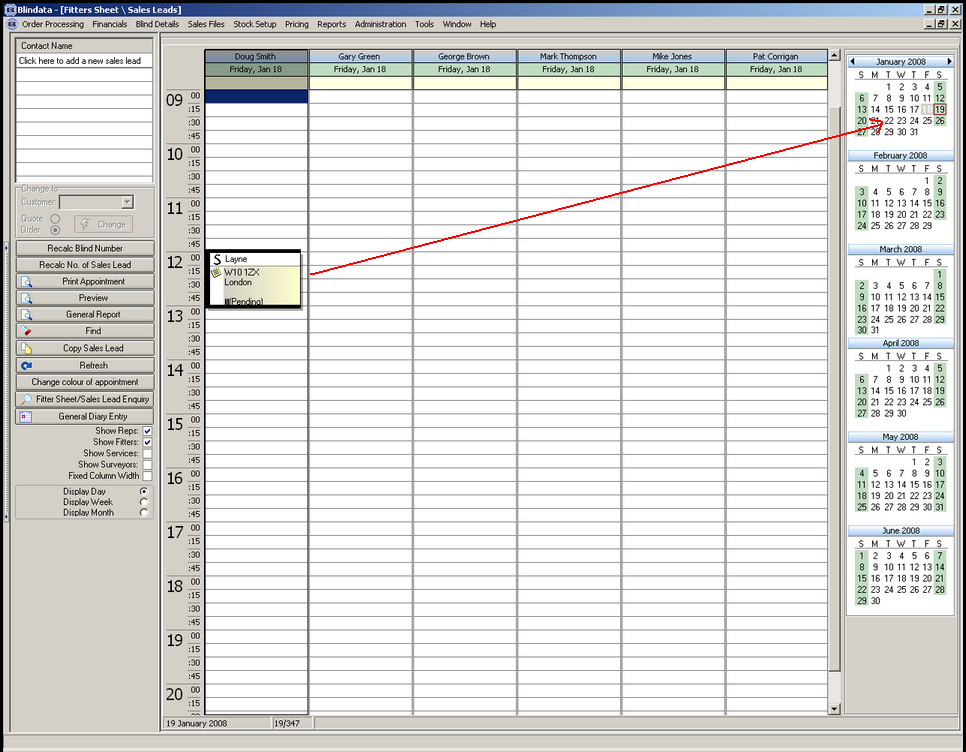 Blindata - [Fitters Sheet \ Sales Leads]
Order Processing Financials Blind Details Sales Files Stock Setup Pricing Reports Administration Tools Window Help
Contact Name
Click here to add a new sales lead
Change to
Customer:
Quote
Order
Change
Recalc Blind Number
Recalc No. of Sales Lead
Print Appointment
Preview
General Report
Find
Copy Sales Lead
Refresh
Change colour of appointment
Fitter Sheet/Sales Lead Enquiry
General Diary Entry
Show Reps:
Show Fitters:
Show Services:
Show Surveyors:
Fixed Column Width
Display Day
Display Week
Display Month
Doug Smith Gary Green George Brown Mark Thompson Mike Jones Pat Corrigan
Friday, Jan 18 Friday, Jan 18 Friday, Jan 18 Friday, Jan 18 Friday, Jan 18 Friday, Jan 18
09 00
:15
:30
:45
10 00
:15
:30
:45
11 00
:15
:30
:45
12 00
:15
:30
:45
13 00
:15
:30
:45
14 00
:15
:30
:45
15 00
:15
:30
:45
16 00
:15
:30
:45
17 00
:15
:30
:45
18 00
:15
:30
:45
19 00
:15
:30
:45
20 00
:15
S Layne
W10 1ZX
London
[Pending]
January 2008
S M T W T F S
1 2 3 4 5
6 7 8 9 10 11 12
13 14 15 16 17 18 19
20 21 22 23 24 25 26
27 28 29 30 31
February 2008
S M T W T F S
1 2
3 4 5 6 7 8 9
10 11 12 13 14 15 16
17 18 19 20 21 22 23
24 25 26 27 28 29
March 2008
S M T W T F S
1
2 3 4 5 6 7 8
9 10 11 12 13 14 15
16 17 18 19 20 21 22
23 24 25 26 27 28 29
30 31
April 2008
S M T W T F S
1 2 3 4 5
6 7 8 9 10 11 12
13 14 15 16 17 18 19
20 21 22 23 24 25 26
27 28 29 30
May 2008
S M T W T F S
1 2 3
4 5 6 7 8 9 10
11 12 13 14 15 16 17
18 19 20 21 22 23 24
25 26 27 28 29 30 31
June 2008
S M T W T F S
1 2 3 4 5 6 7
8 9 10 11 12 13 14
15 16 17 18 19 20 21
22 23 24 25 26 27 28
29 30
19 January 2008 19/347